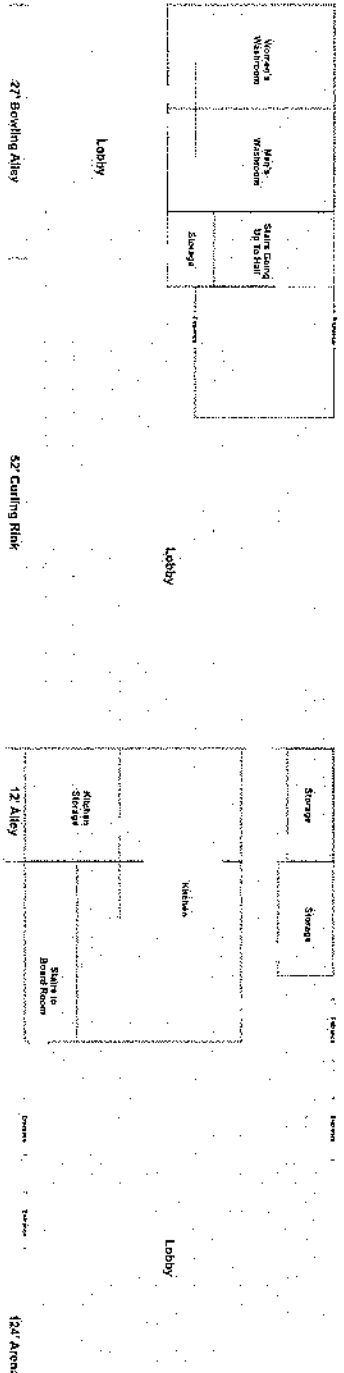 Women's
Washroom
Men's
Washroom
Stairs Going
Up To Hall
Storage
Lobby
27' Bowling Alley
52' Curling Rink
Lobby
Storage
Storage
Kitchen
Storage
Kitchen
12' Alley
Stairs to
Board Room
Lobby
124' Arena